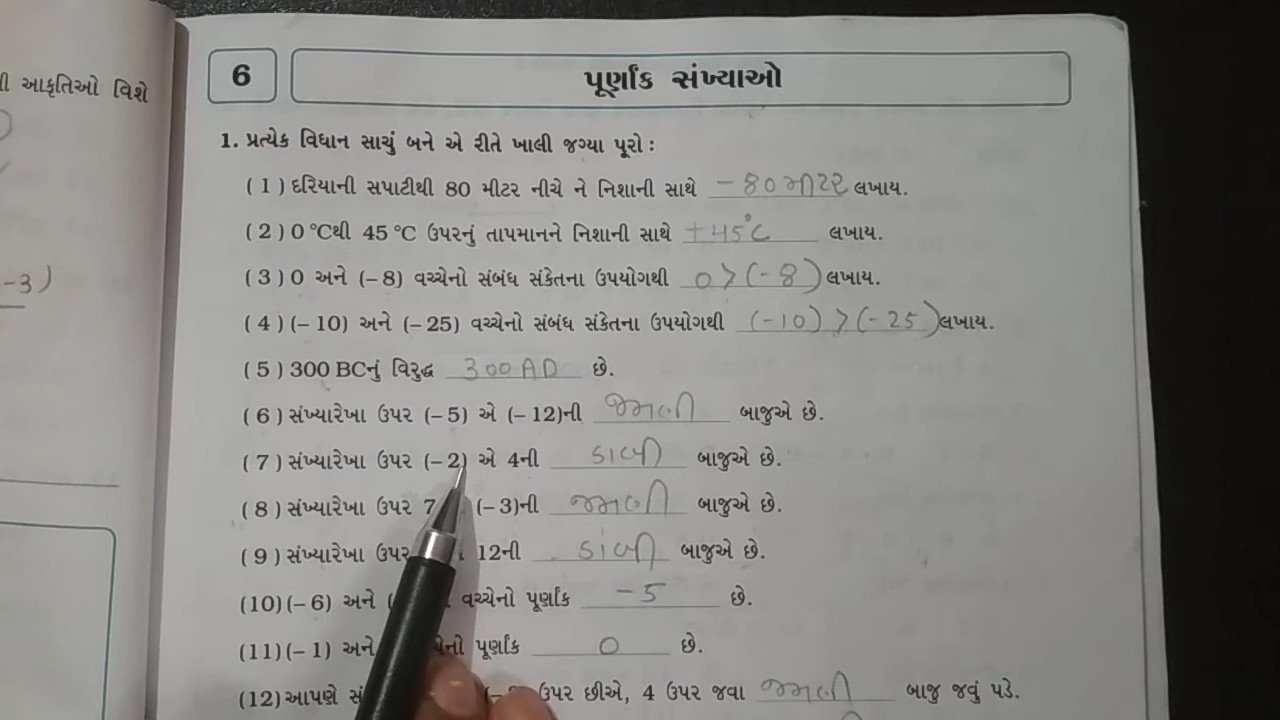 ી આકૃતિઓ વિશે
-3)
6
પૂર્ણાંક સંખ્યાઓ
1. પ્રત્યેક વિધાન સાચું બને એ રીતે ખાલી જગ્યા પૂરો :
(1) દરિયાની સપાટીથી 80 મીટર નીચે ને નિશાની સાથે -80 મીટર લખાય.
(2) 0 °Cથી 45 °C ઉપરનું તાપમાનને નિશાની સાથે +45°C લખાય.
(3) 0 અને (-8) વચ્ચેનો સંબંધ સંકેતના ઉપયોગથી 0 > (-8) લખાય.
(4) (-10) અને (-25) વચ્ચેનો સંબંધ સંકેતના ઉપયોગથી (-10) > (-25) લખાય.
(5) 300 BCનું વિરુદ્ધ 300 AD છે.
(6) સંખ્યારેખા ઉપર (-5) એ (-12)ની જમણી બાજુએ છે.
(7) સંખ્યારેખા ઉપર (-2) એ 4ની ડાબી બાજુએ છે.
(8) સંખ્યારેખા ઉપર 7 (-3)ની જમણી બાજુએ છે.
(9) સંખ્યારેખા ઉપર 12ની ડાબી બાજુએ છે.
(10) (-6) અને ( વચ્ચેનો પૂર્ણાંક -5 છે.
(11) (-1) અને પૂર્ણાંક 0 છે.
(12) આપણે ઉપર છીએ, 4 ઉપર જવા જમણી બાજુ જવું પડે.